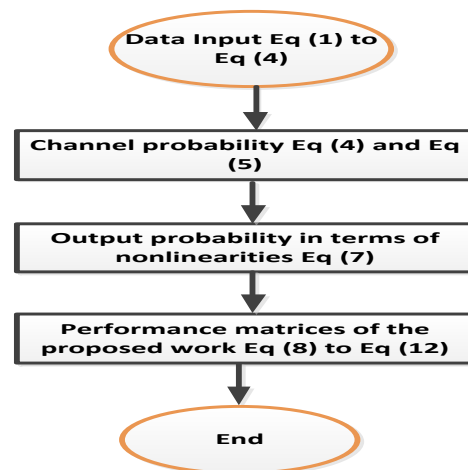 Data Input Eq (1) to
Eq (4)
Channel probability Eq (4) and Eq
(5)
Output probability in terms of
nonlinearities Eq (7)
Performance matrices of the
proposed work Eq (8) to Eq (12)
End